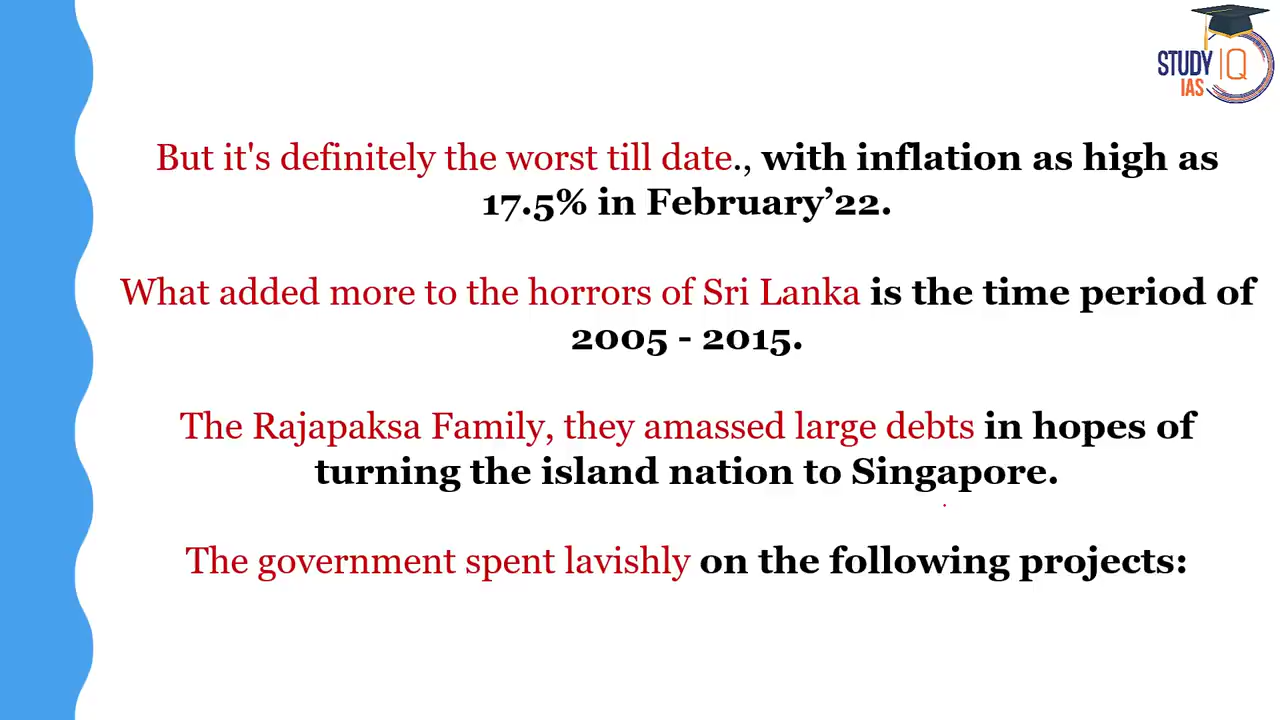 STUDY IQ
IAS
But it's definitely the worst till date., with inflation as high as
17.5% in February’22.
What added more to the horrors of Sri Lanka is the time period of
2005 - 2015.
The Rajapaksa Family, they amassed large debts in hopes of
turning the island nation to Singapore.
The government spent lavishly on the following projects: